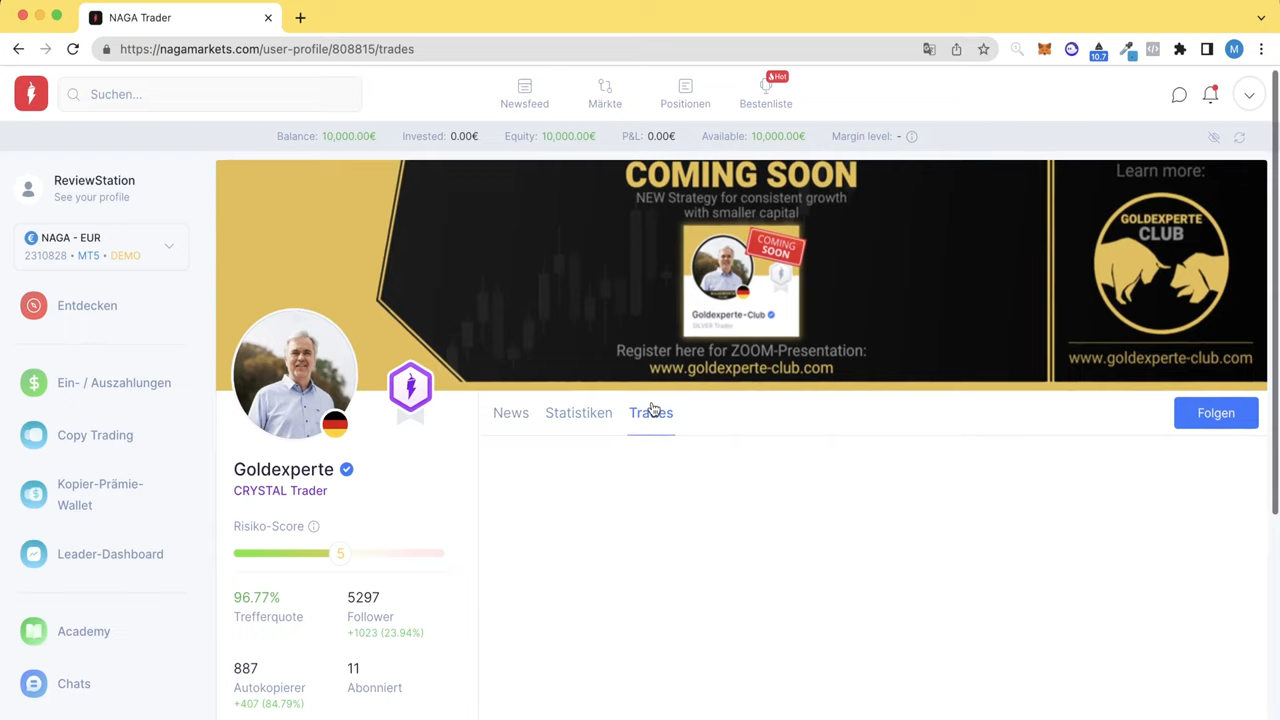 NAGA Trader
https://nagamarkets.com/user-profile/808815/trades
10.7
M
Suchen...
Newsfeed
Märkte
Positionen
Hot
Bestenliste
Balance: 10,000.00€
Invested: 0.00€
Equity: 10,000.00€
P&L: 0.00€
Available: 10,000.00€
Margin level: -
ReviewStation
See your profile
NAGA - EUR
2310828 • MT5 • DEMO
Entdecken
Ein- / Auszahlungen
Copy Trading
Kopier-Prämie-
Wallet
Leader-Dashboard
Academy
Chats
COMING SOON
NEW Strategy for consistent growth
with smaller capital
COMING
SOON
Goldexperte-Club
SILVER Trader
Register here for ZOOM-Presentation:
www.goldexperte-club.com
Learn more:
GOLDEXPERTE
CLUB
www.goldexperte-club.com
News
Statistiken
Trades
Folgen
Goldexperte
CRYSTAL Trader
Risiko-Score
5
96.77%
Trefferquote
5297
Follower
+1023 (23.94%)
887
Autokopierer
+407 (84.79%)
11
Abonniert